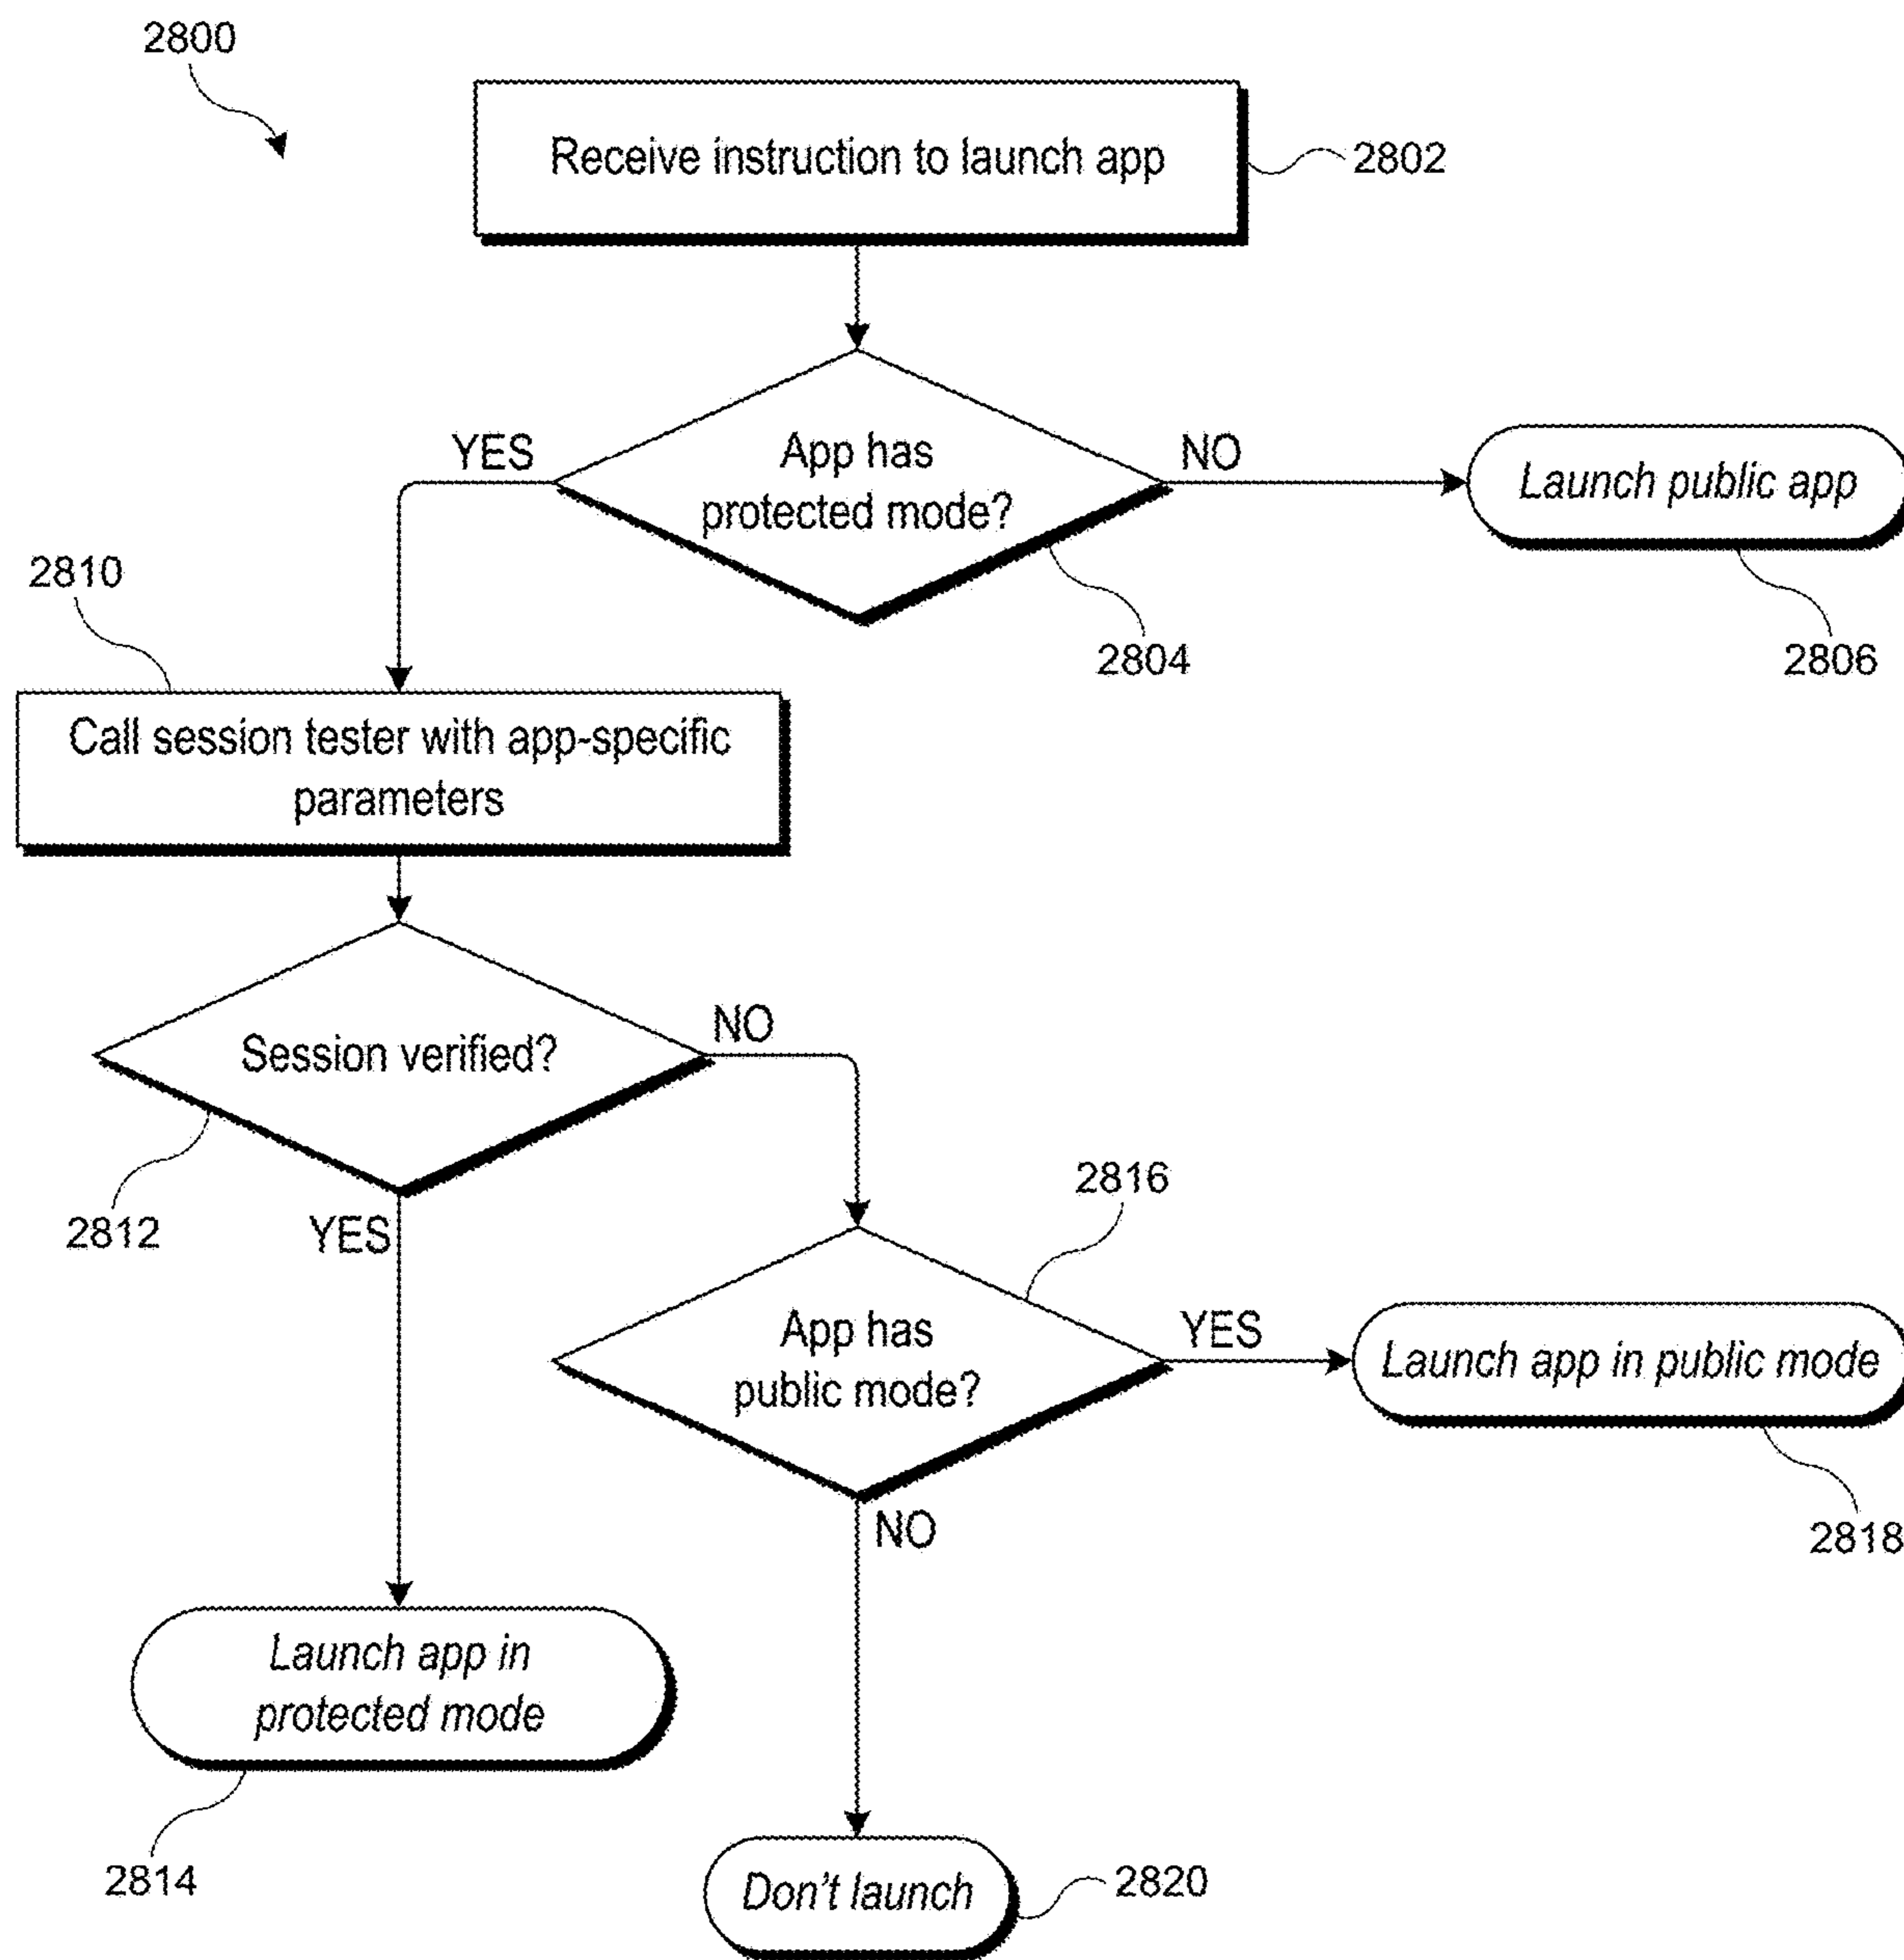 2800
Receive instruction to launch app
2802
YES
App has
protected mode?
NO
Launch public app
2804
2806
2810
Call session tester with app-specific
parameters
Session verified?
NO
2812
YES
2816
App has
public mode?
YES
Launch app in public mode
2818
NO
Launch app in
protected mode
2814
Don't launch
2820